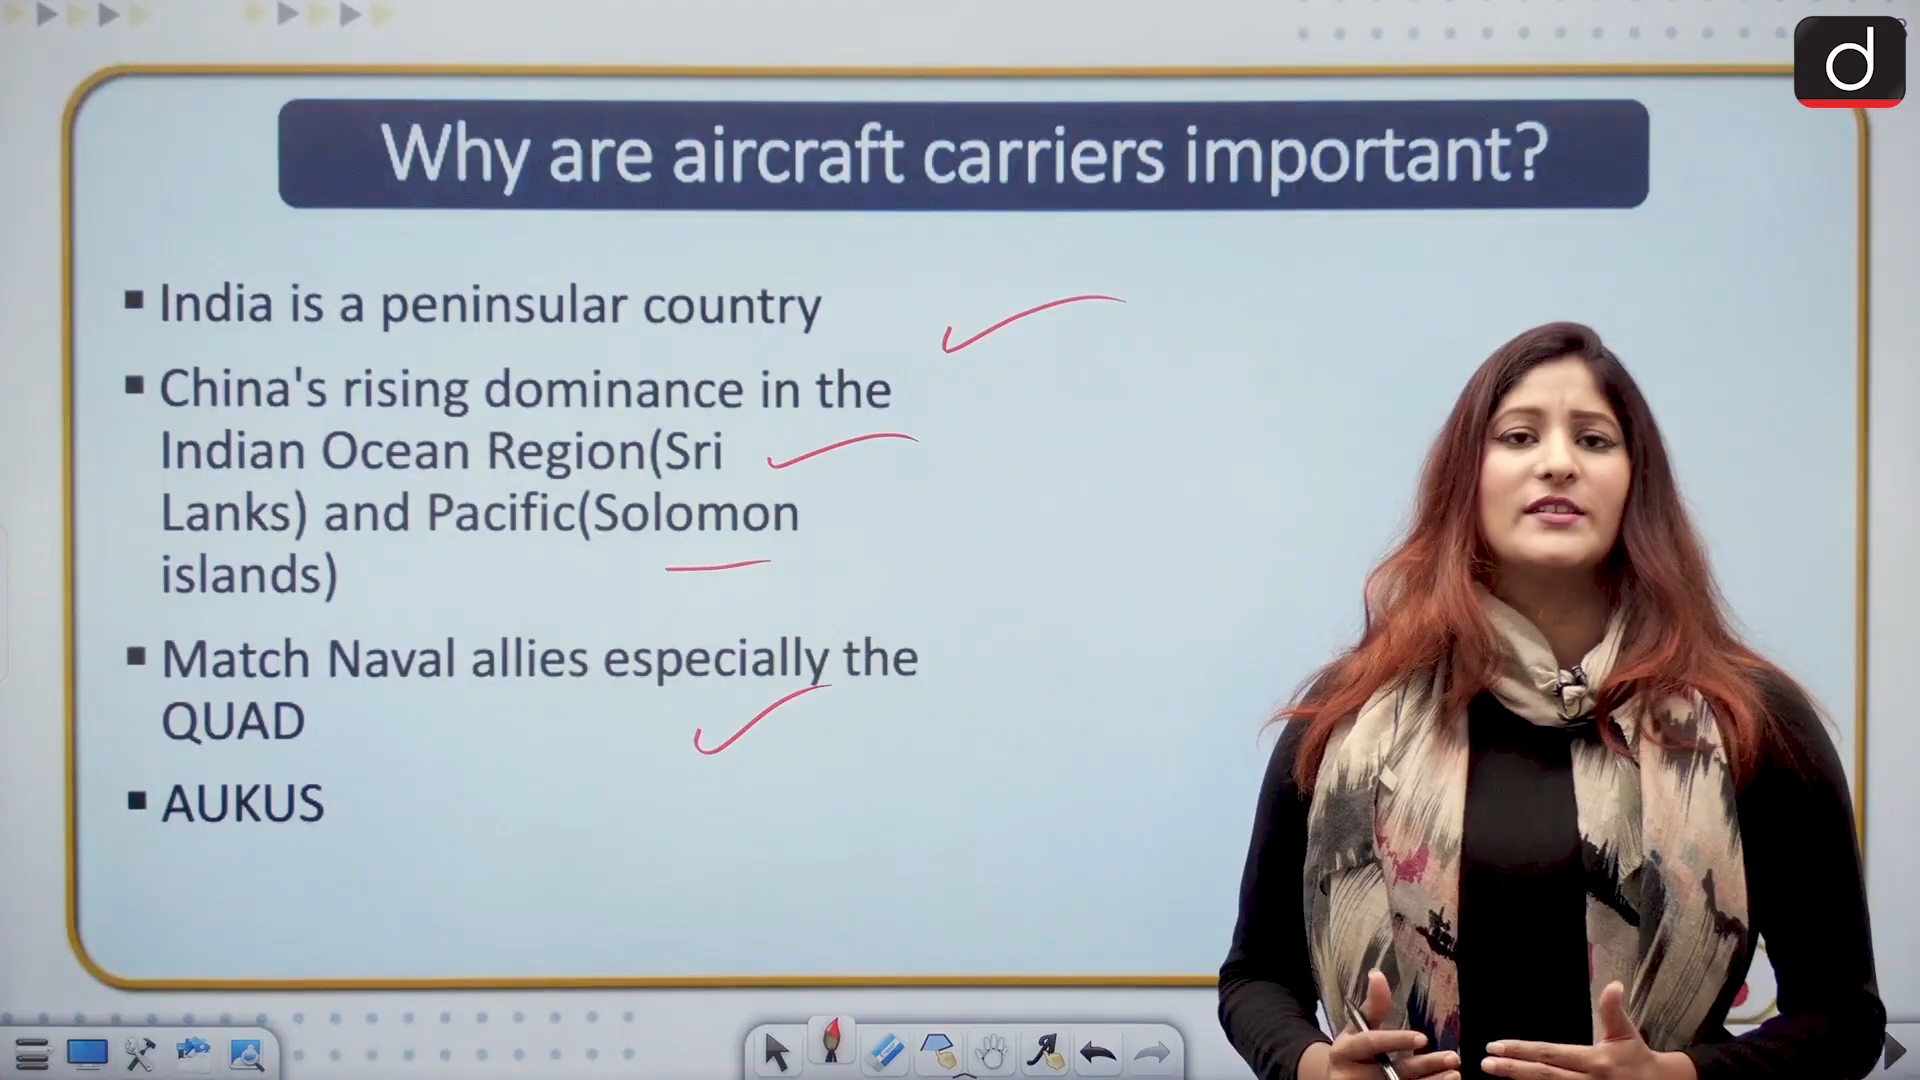 d
Why are aircraft carriers important?
▪ India is a peninsular country
▪ China's rising dominance in the
Indian Ocean Region(Sri
Lanks) and Pacific(Solomon
islands)
▪ Match Naval allies especially the
QUAD
▪ AUKUS